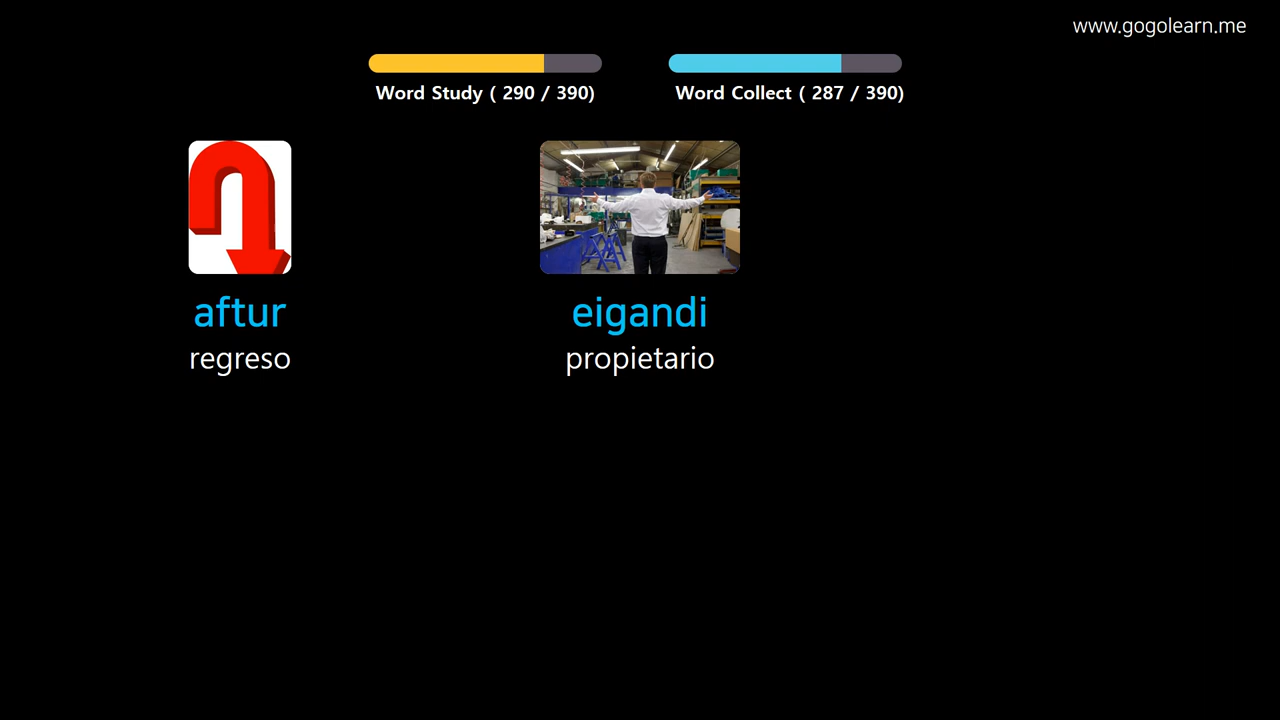 www.gogolearn.me
Word Study ( 290 / 390)
Word Collect ( 287 / 390)
aftur
regreso
eigandi
propietario